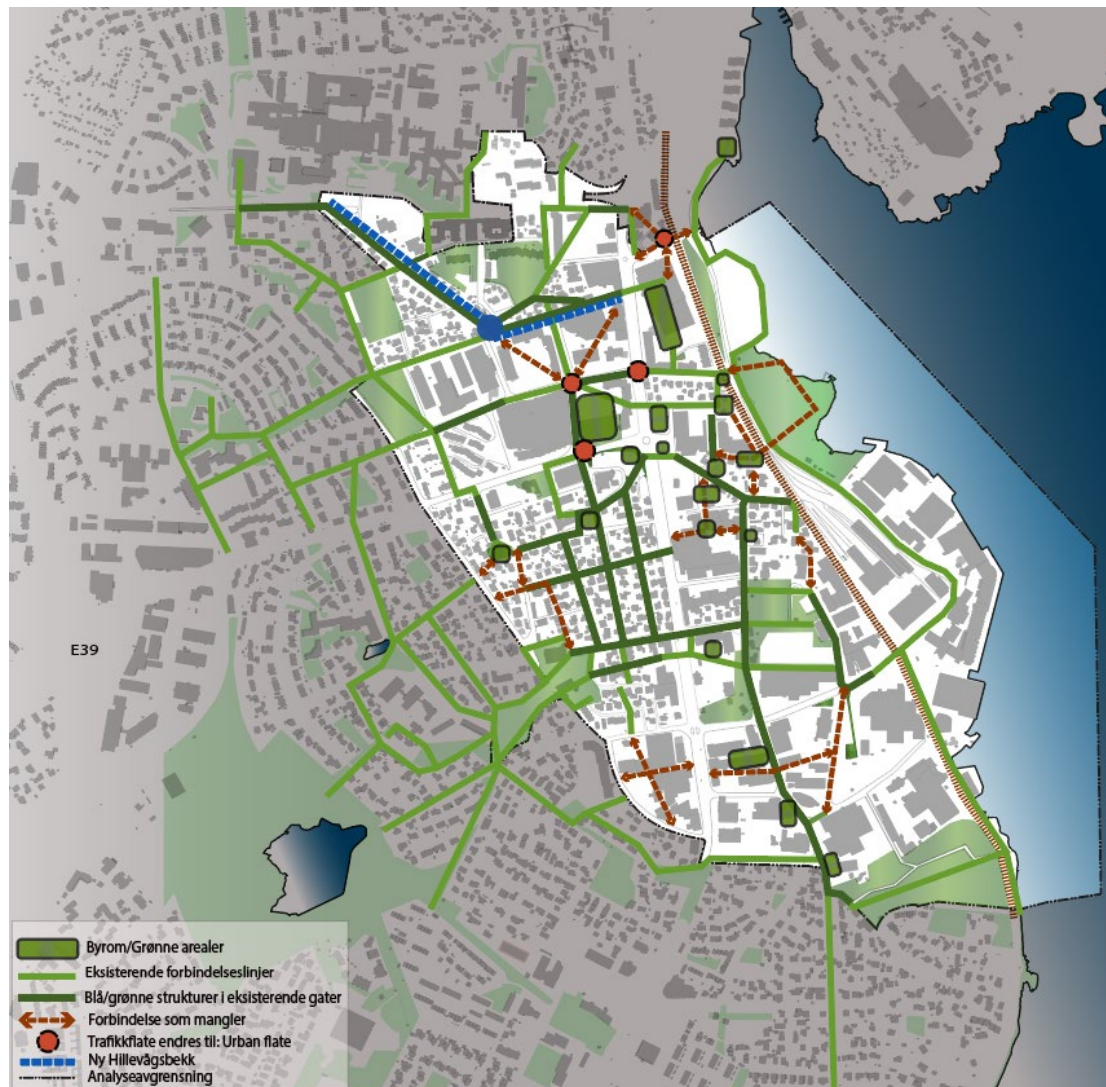 E39
Byrom/Grønne arealer
Eksisterende forbindeslinjer
Blå/grønne strukturer i eksisterende gater
Forbindelse som mangler
Trafikkflate endres til: Urban flate
Ny Hillevågsbekk
Analyseavgrensning